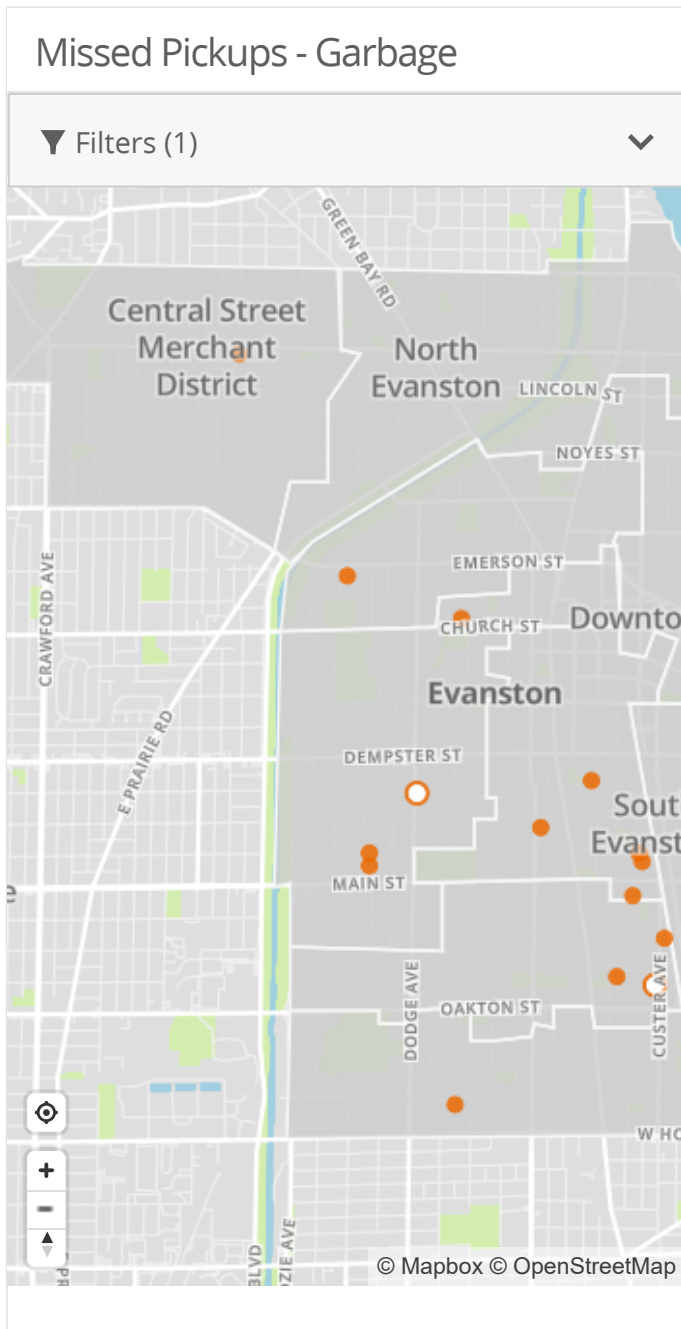 Missed Pickups - Garbage
Filters (1)
GREEN BAY RD
Central Street
Merchant
District
North
Evanston
LINCOLN ST
NOYES ST
CRAWFORD AVE
EMERSON ST
CHURCH ST
Downto
Evanston
E PRAIRIE RD
DEMPSTER ST
Sout
Evanst
MAIN ST
DODGE AVE
OAKTON ST
CUSTER AVE
W HO
+
-
BLVD
ZIE AVE
© Mapbox © OpenStreetMap